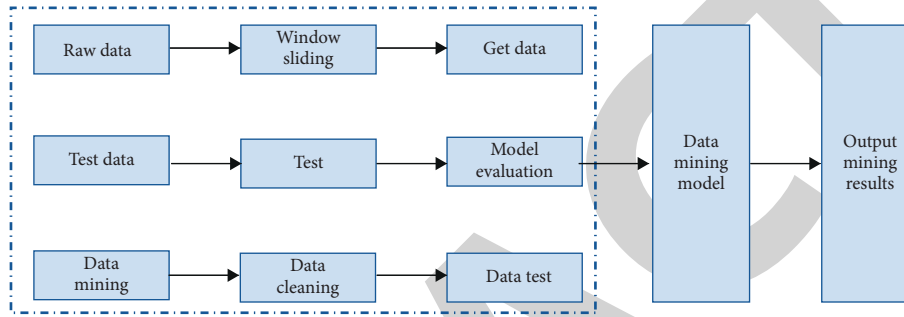 Raw data
Window
sliding
Get data
Test data
Test
Model
evaluation
Data
mining
Data
cleaning
Data test
Data
mining
model
Output
mining
results